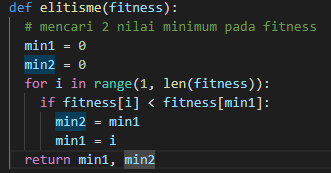 def elitisme(fitness):
# mencari 2 nilai minimum pada fitness
min1 = 0
min2 = 0
for i in range(1, len(fitness)):
if fitness[i] < fitness[min1]:
min2 = min1
min1 = i
return min1, min2